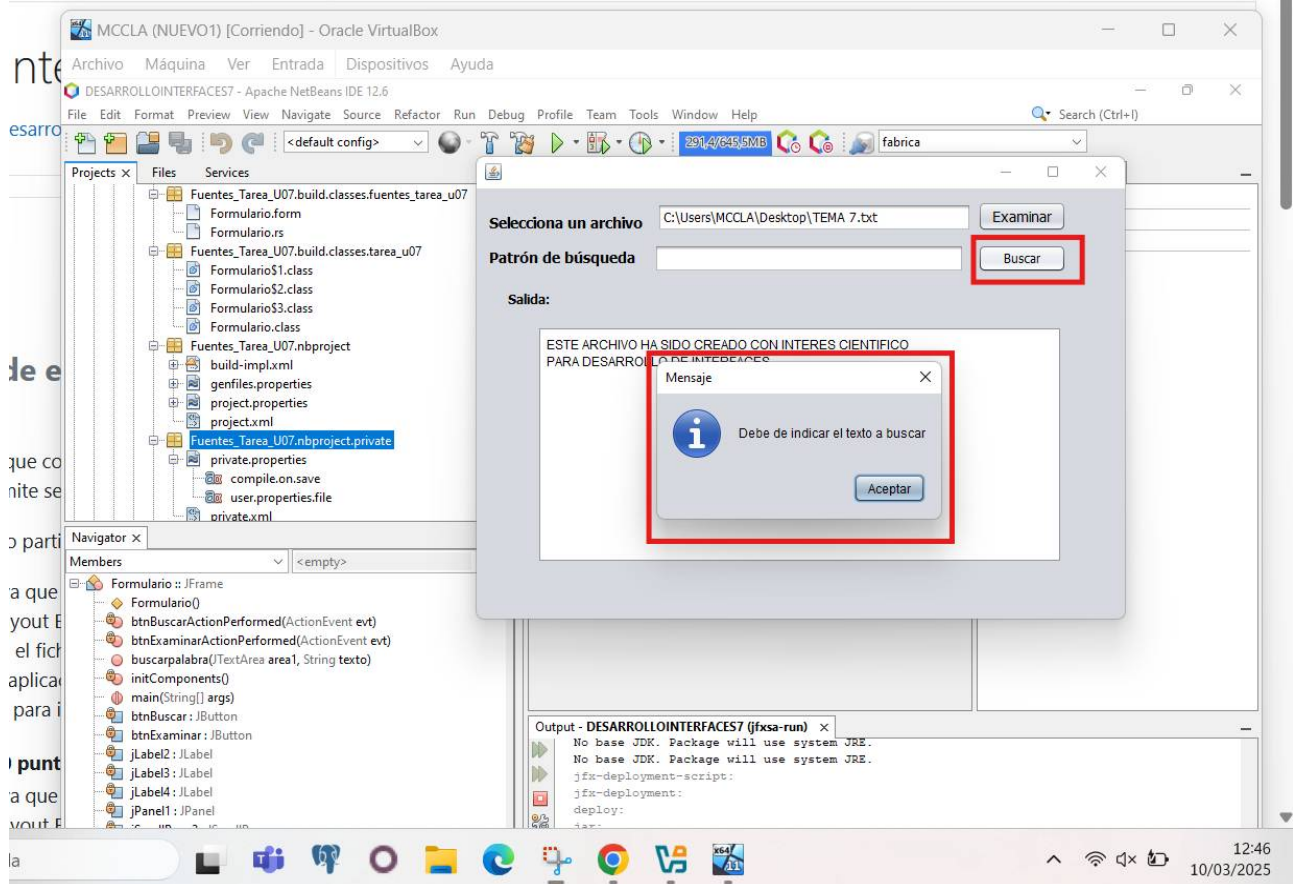 MCCLA (NUEVO1) [Corriendo] - Oracle VirtualBox
Archivo Máquina Ver Entrada Dispositivos Ayuda
DESARROLLOINTERFACES7 - Apache NetBeans IDE 12.6
File Edit Format Preview View Navigate Source Refactor Run Debug Profile Team Tools Window Help
Search (Ctrl+I)
<default config>
291,4/645,5MB
fabrica
Projects Files Services
Fuentes_Tarea_U07.build.classes.fuentes_tarea_u07
Formulario.form
Formulario.rs
Fuentes_Tarea_U07.build.classes.tarea_u07
Formulario$1.class
Formulario$2.class
Formulario$3.class
Formulario.class
Fuentes_Tarea_U07.nbproject
build-impl.xml
genfiles.properties
project.properties
project.xml
Fuentes_Tarea_U07.nbproject.private
private.properties
compile.on.save
user.properties.file
private.xml
Selecciona un archivo C:\Users\MCCLA\Desktop\TEMA 7.txt Examinar
Patrón de búsqueda Buscar
Salida:
ESTE ARCHIVO HA SIDO CREADO CON INTERES CIENTIFICO
PARA DESARROLLO DE INTERFACES
Mensaje
Debe de indicar el texto a buscar
Aceptar
Navigator
Members <empty>
Formulario :: JFrame
Formulario()
btnBuscarActionPerformed(ActionEvent evt)
btnExaminarActionPerformed(ActionEvent evt)
buscarpalabra(JTextArea area1, String texto)
initComponents()
main(String[] args)
btnBuscar : JButton
btnExaminar : JButton
jLabel2 : JLabel
jLabel3 : JLabel
jLabel4 : JLabel
jPanel1 : JPanel
Output - DESARROLLOINTERFACES7 (jfxsa-run)
No base JDK. Package will use system JRE.
No base JDK. Package will use system JRE.
jfx-deployment-script:
jfx-deployment:
deploy:
jar:
12:46
10/03/2025